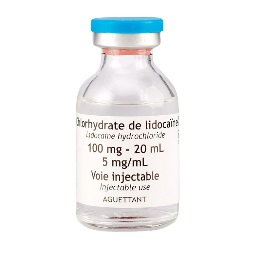 Chlorhydrate de lidocaïne
Lidocaine hydrochloride
100 mg - 20 mL
5 mg/mL
Voie injectable
Injectable use
AGUETTANT